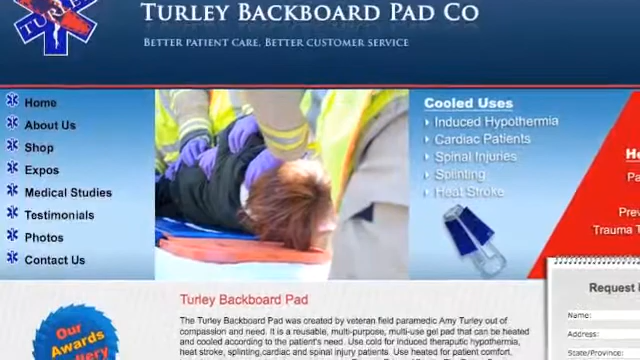 TURLEY
TURLEY BACKBOARD PAD CO
BETTER PATIENT CARE, BETTER CUSTOMER SERVICE
Home
About Us
Shop
Expos
Medical Studies
Testimonials
Photos
Contact Us
Cooled Uses
Induced Hypothermia
Cardiac Patients
Spinal Injuries
Splinting
Heat Stroke
He
Pa
Prev
Trauma T
Our
Awards
Turley Backboard Pad
The Turley Backboard Pad was created by veteran field paramedic Amy Turley out of
compassion and need. It is a reusable, multi-purpose, multi-use gel pad that can be heated
and cooled according to the patient's need. Use cold for induced therapeutic hypothermia,
heat stroke, splinting, cardiac and spinal injury patients. Use heated for patient comfort,
Request
Name:
Address:
State/Province: